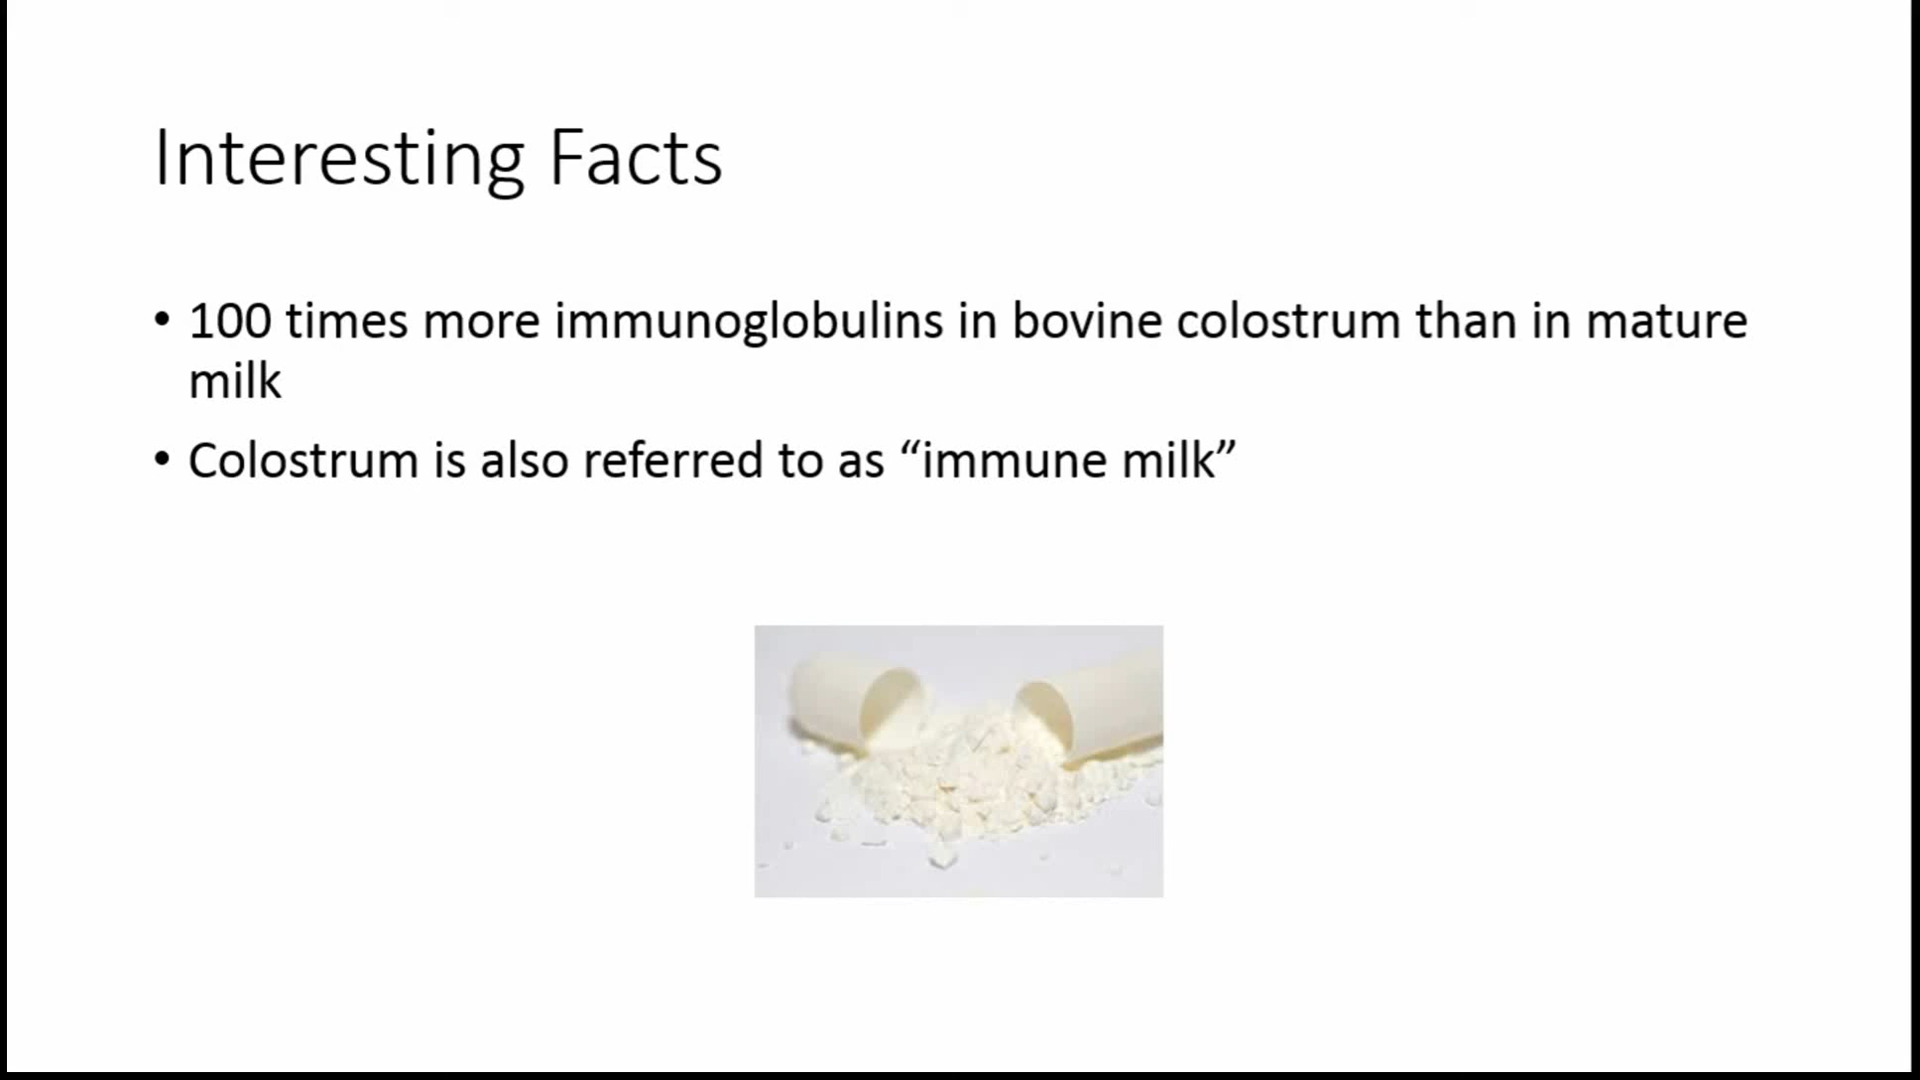 Interesting Facts
• 100 times more immunoglobulins in bovine colostrum than in mature
milk
• Colostrum is also referred to as “immune milk”